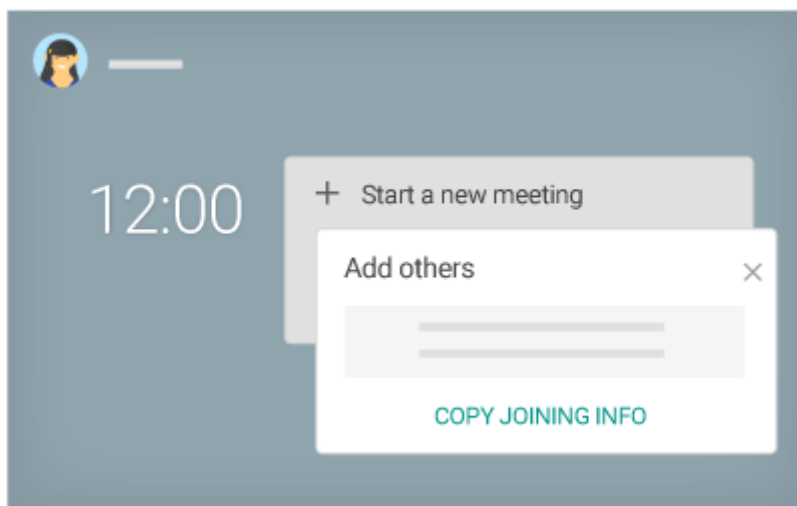 12:00
+ Start a new meeting
Add others ×
COPY JOINING INFO